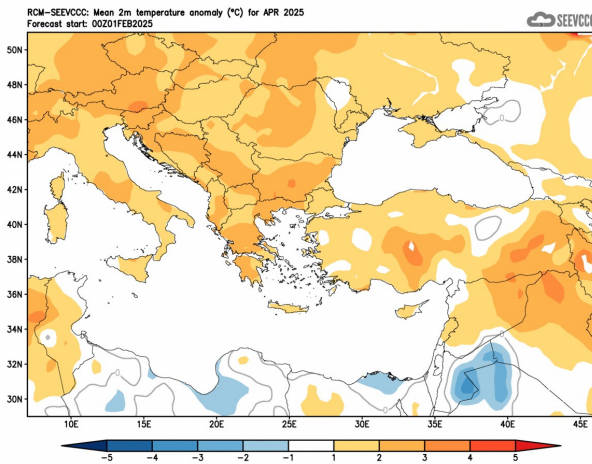 RCM-SEEVCCC: Mean 2m temperature anomaly (°C) for APR 2025
Forecast start: 00Z01FEB2025
SEEVCCC
50N
48N
46N
44N
42N
40N
38N
36N
34N
32N
30N
10E 15E 20E 25E 30E 35E 40E 45E
-5 -4 -3 -2 -1 1 2 3 4 5